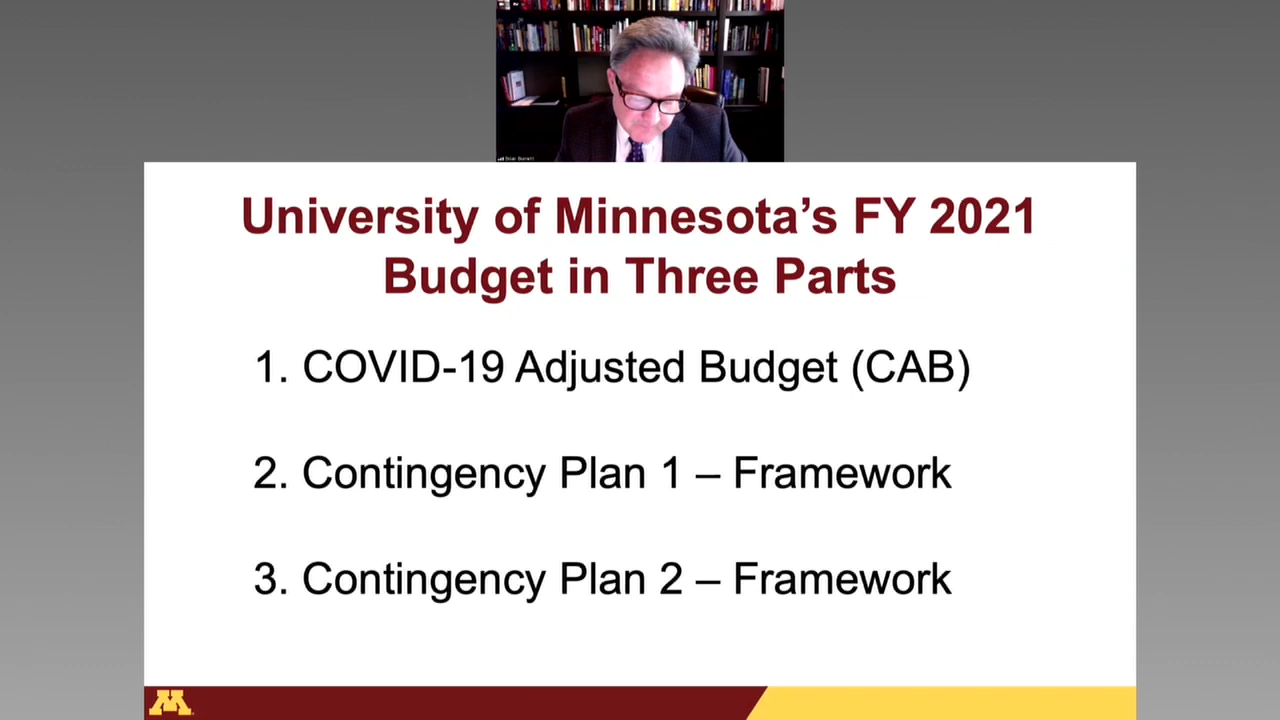 University of Minnesota’s FY 2021
Budget in Three Parts
1. COVID-19 Adjusted Budget (CAB)
2. Contingency Plan 1 – Framework
3. Contingency Plan 2 – Framework
M